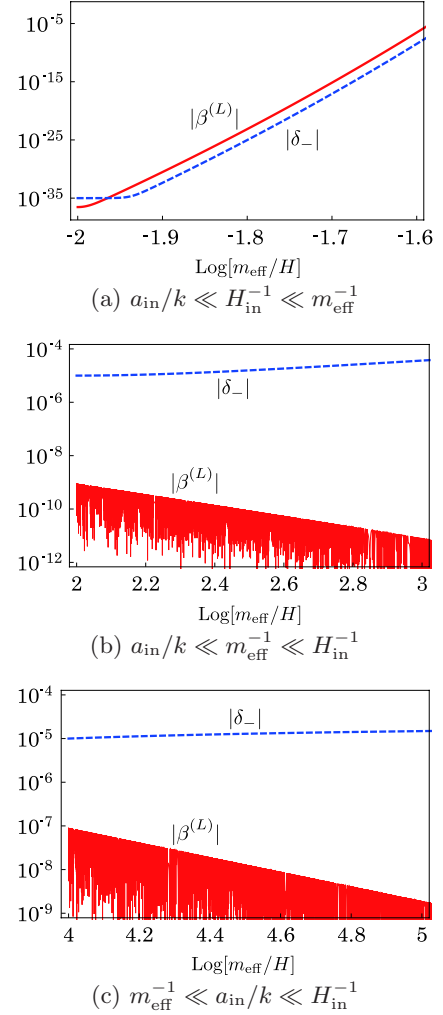 10⁻⁵
10⁻¹⁵
|β⁽ᴸ⁾|
10⁻²⁵
|δ₋|
10⁻³⁵
-2 -1.9 -1.8 -1.7 -1.6
Log[m_eff/H]
(a) a_in/k ≪ H_in⁻¹ ≪ m_eff⁻¹
10⁻⁴
|δ₋|
10⁻⁶
10⁻⁸
|β⁽ᴸ⁾|
10⁻¹⁰
10⁻¹²
2 2.2 2.4 2.6 2.8 3
Log[m_eff/H]
(b) a_in/k ≪ m_eff⁻¹ ≪ H_in⁻¹
10⁻⁴
|δ₋|
10⁻⁵
10⁻⁶
10⁻⁷
|β⁽ᴸ⁾|
10⁻⁸
10⁻⁹
4 4.2 4.4 4.6 4.8 5
Log[m_eff/H]
(c) m_eff⁻¹ ≪ a_in/k ≪ H_in⁻¹